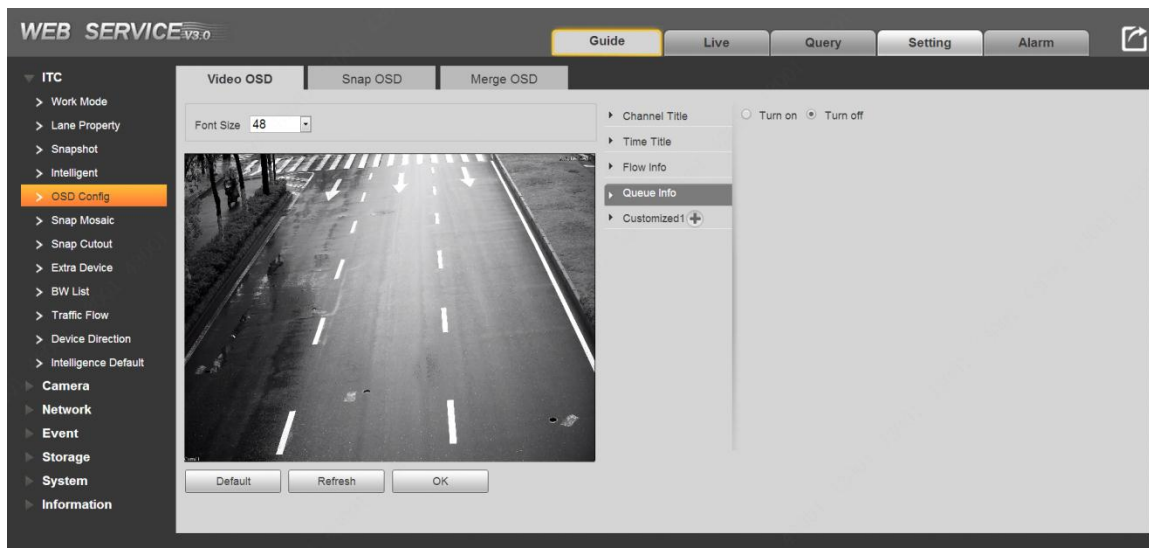 WEB SERVICE V3.0
Guide
Live
Query
Setting
Alarm
ITC
Work Mode
Lane Property
Snapshot
Intelligent
OSD Config
Snap Mosaic
Snap Cutout
Extra Device
BW List
Traffic Flow
Device Direction
Intelligence Default
Camera
Network
Event
Storage
System
Information
Video OSD
Snap OSD
Merge OSD
Font Size 48
Channel Title
Time Title
Flow Info
Queue Info
Customized1
Turn on Turn off
Default
Refresh
OK